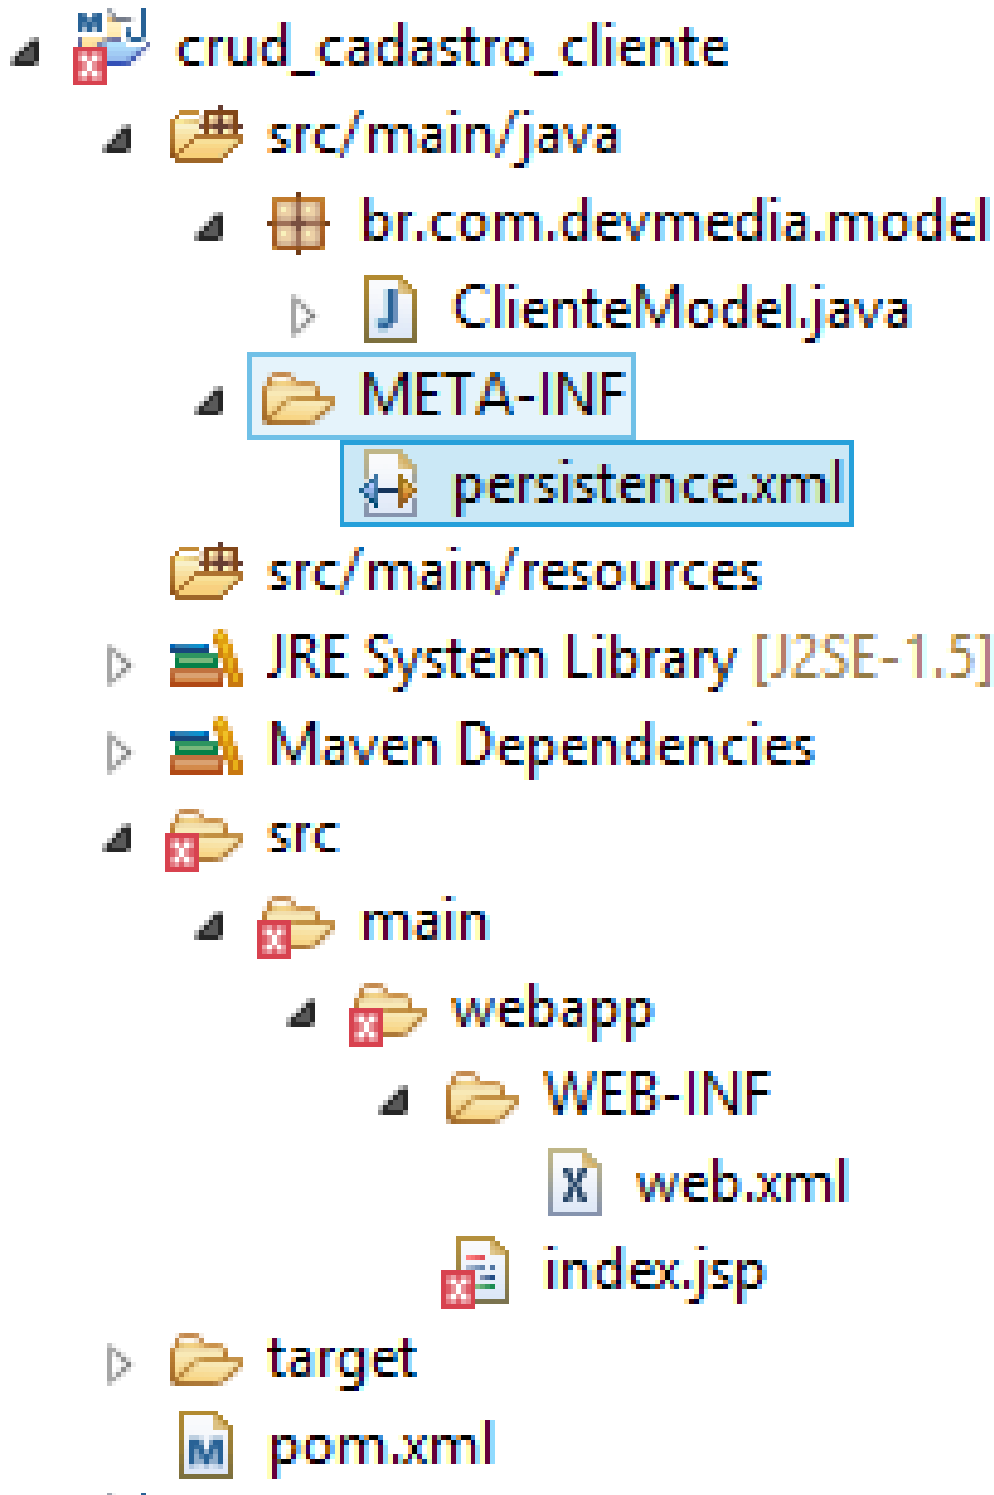 crud_cadastro_cliente
src/main/java
br.com.devmedia.model
ClienteModel.java
META-INF
persistence.xml
src/main/resources
JRE System Library [J2SE-1.5]
Maven Dependencies
src
main
webapp
WEB-INF
web.xml
index.jsp
target
pom.xml